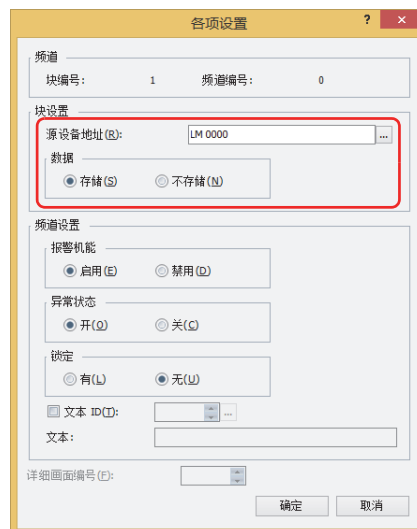 各项设置
频道
块编号: 1 频道编号: 0
块设置
源设备地址(R): LM 0000 ...
数据
存储(S) 不存储(N)
频道设置
报警机能
启用(E) 禁用(D)
异常状态
开(O) 关(C)
锁定
有(L) 无(U)
文本 ID(T): ...
文本:
详细画面编号(F):
确定 取消